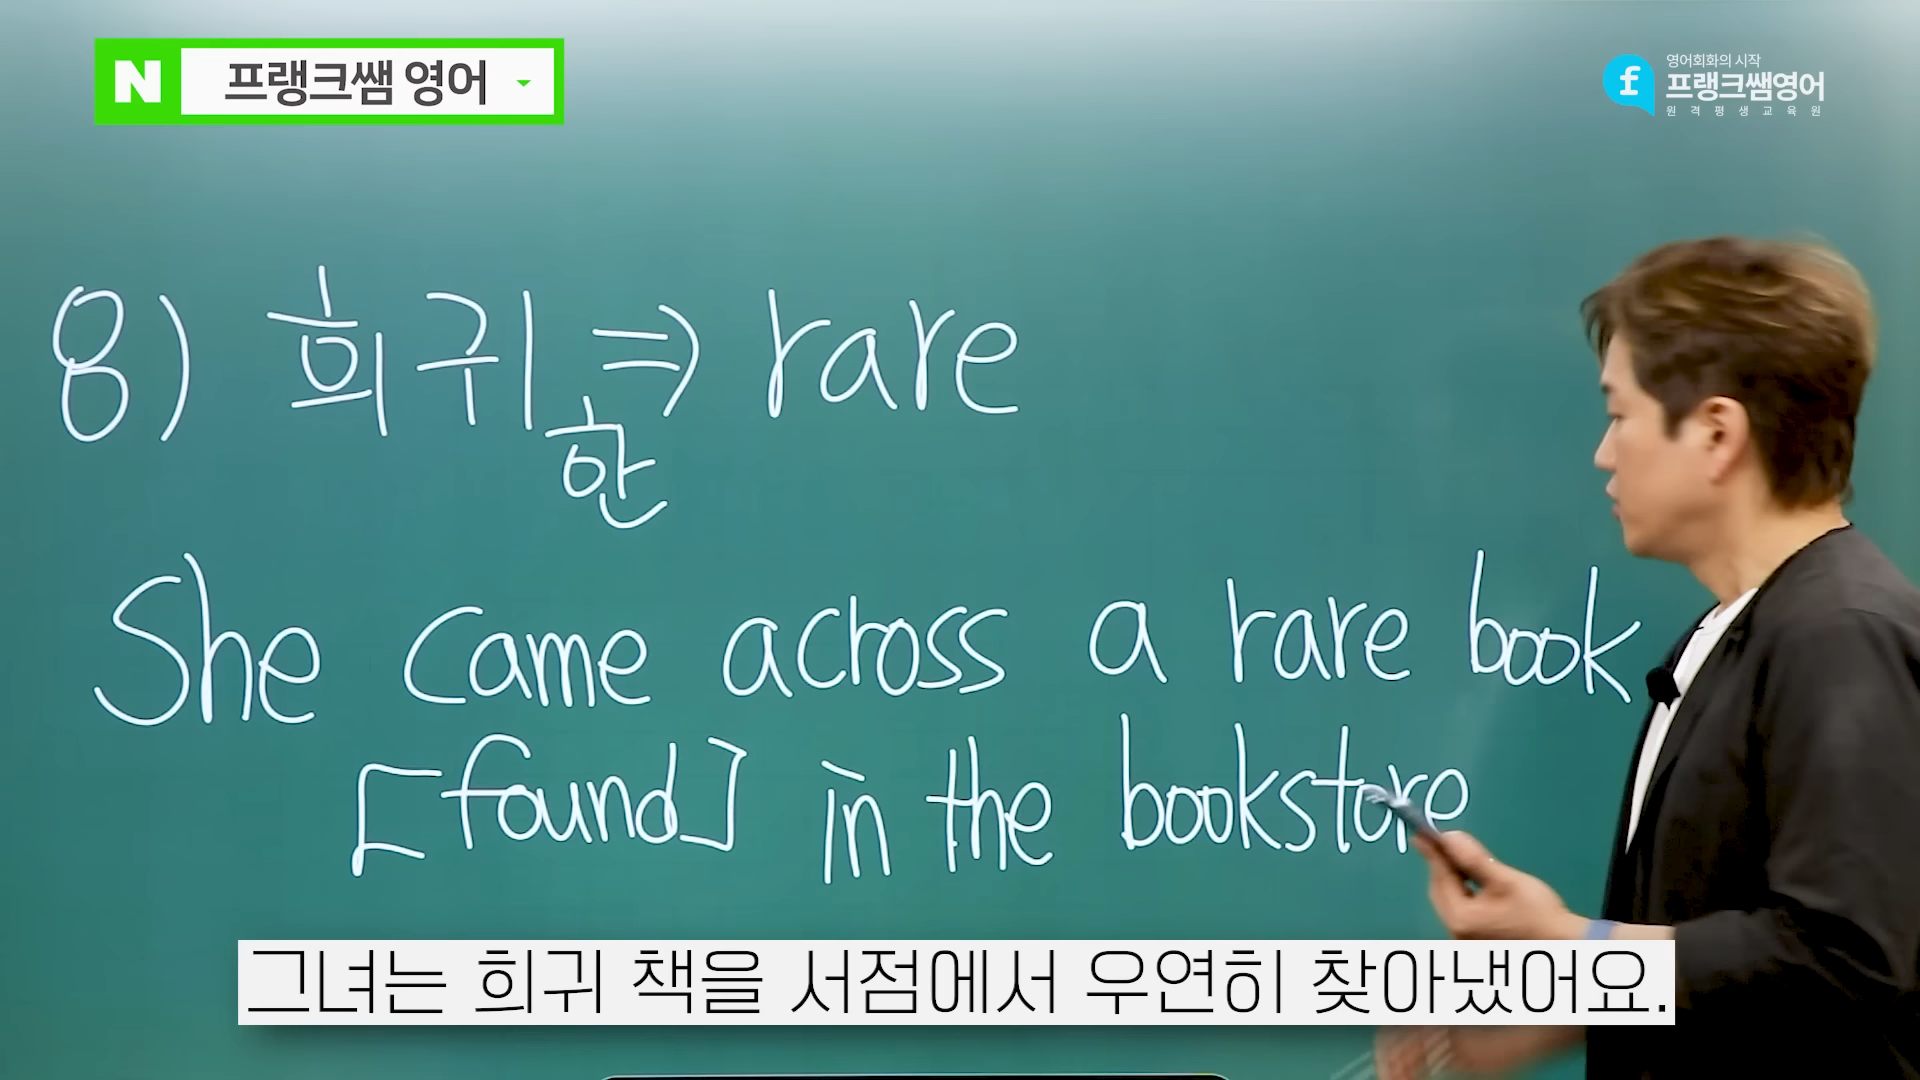 N 프랭크쌤 영어
f 영어회화의 시작
프랭크쌤영어
원격평생교육원
8) 희귀 ⇒ rare
한
She came across a rare book
[found] in the bookstore
그녀는 희귀 책을 서점에서 우연히 찾아냈어요.